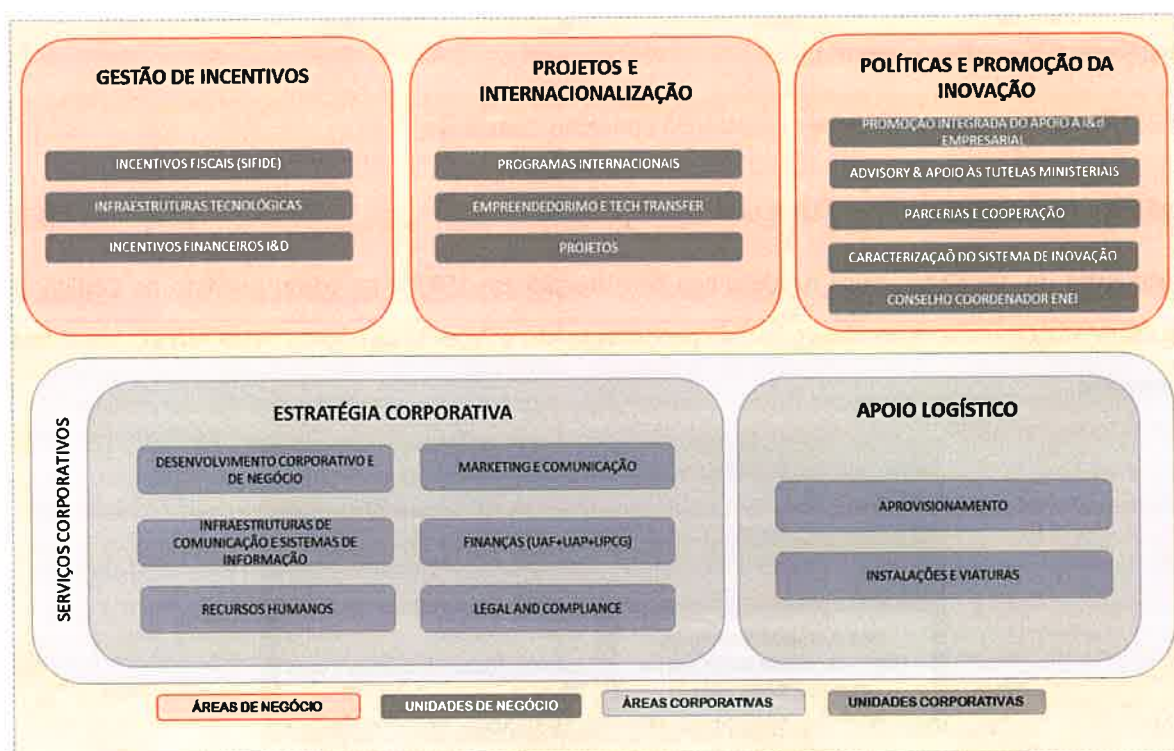 GESTÃO DE INCENTIVOS
INCENTIVOS FISCAIS (SIFIDE)
INFRAESTRUTURAS TECNOLÓGICAS
INCENTIVOS FINANCEIROS I&D
PROJETOS E
INTERNACIONALIZAÇÃO
PROGRAMAS INTERNACIONAIS
EMPREENDEDORIMO E TECH TRANSFER
PROJETOS
POLÍTICAS E PROMOÇÃO DA
INOVAÇÃO
PROMOÇÃO INTEGRADA DO APOIO À I&d
EMPRESARIAL
ADVISORY & APOIO ÀS TUTELAS MINISTERIAIS
PARCERIAS E COOPERAÇÃO
CARACTERIZAÇAÕ DO SISTEMA DE INOVAÇÃO
CONSELHO COORDENADOR ENEI
SERVIÇOS CORPORATIVOS
ESTRATÉGIA CORPORATIVA
DESENVOLVIMENTO CORPORATIVO E
DE NEGÓCIO
MARKETING E COMUNICAÇÃO
INFRAESTRUTURAS DE
COMUNICAÇÃO E SISTEMAS DE
INFORMAÇÃO
FINANÇAS (UAF+UAP+UPCG)
RECURSOS HUMANOS
LEGAL AND COMPLIANCE
APOIO LOGÍSTICO
APROVISIONAMENTO
INSTALAÇÕES E VIATURAS
ÁREAS DE NEGÓCIO
UNIDADES DE NEGÓCIO
ÁREAS CORPORATIVAS
UNIDADES CORPORATIVAS